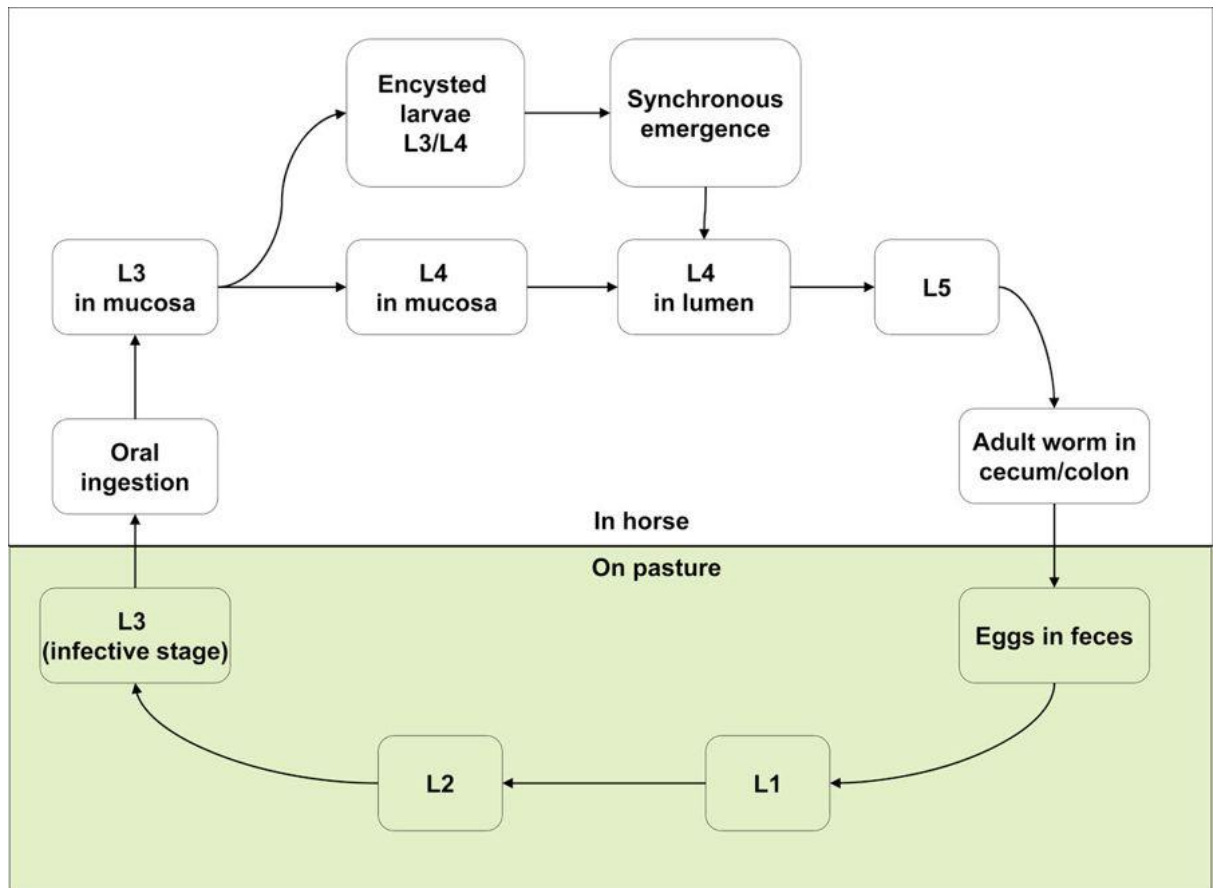 Encysted
larvae
L3/L4
Synchronous
emergence
L3
in mucosa
L4
in mucosa
L4
in lumen
L5
Oral
ingestion
Adult worm in
cecum/colon
In horse
On pasture
L3
(infective stage)
Eggs in feces
L2
L1